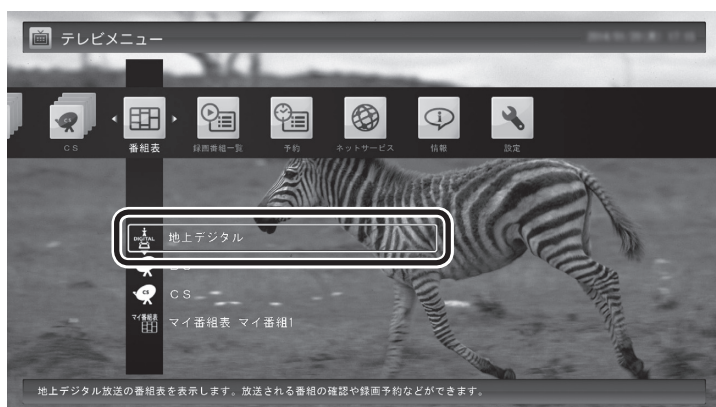 テレビメニュー
CS
番組表
録画番組一覧
予約
ネットサービス
情報
設定
DIGITAL 地上デジタル
CS CS
マイ番組表 マイ番組表 マイ番組1
地上デジタル放送の番組表を表示します。放送される番組の確認や録画予約などができます。